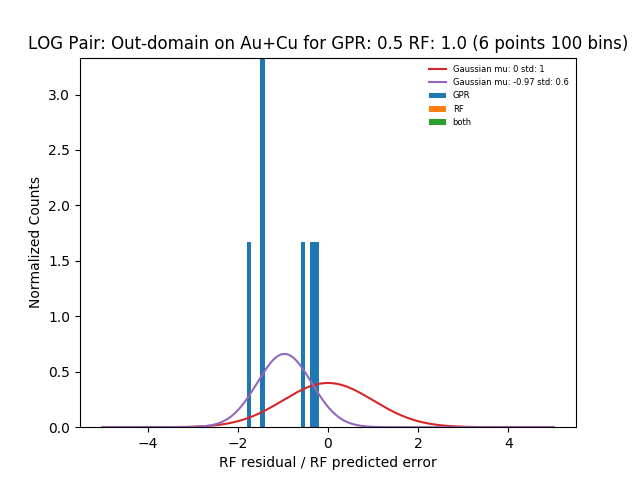 LOG Pair: Out-domain on Au+Cu for GPR: 0.5 RF: 1.0 (6 points 100 bins)
Gaussian mu: 0 std: 1
Gaussian mu: -0.97 std: 0.6
GPR
RF
both
Normalized Counts
3.0
2.5
2.0
1.5
1.0
0.5
0.0
−4
−2
0
2
4
RF residual / RF predicted error